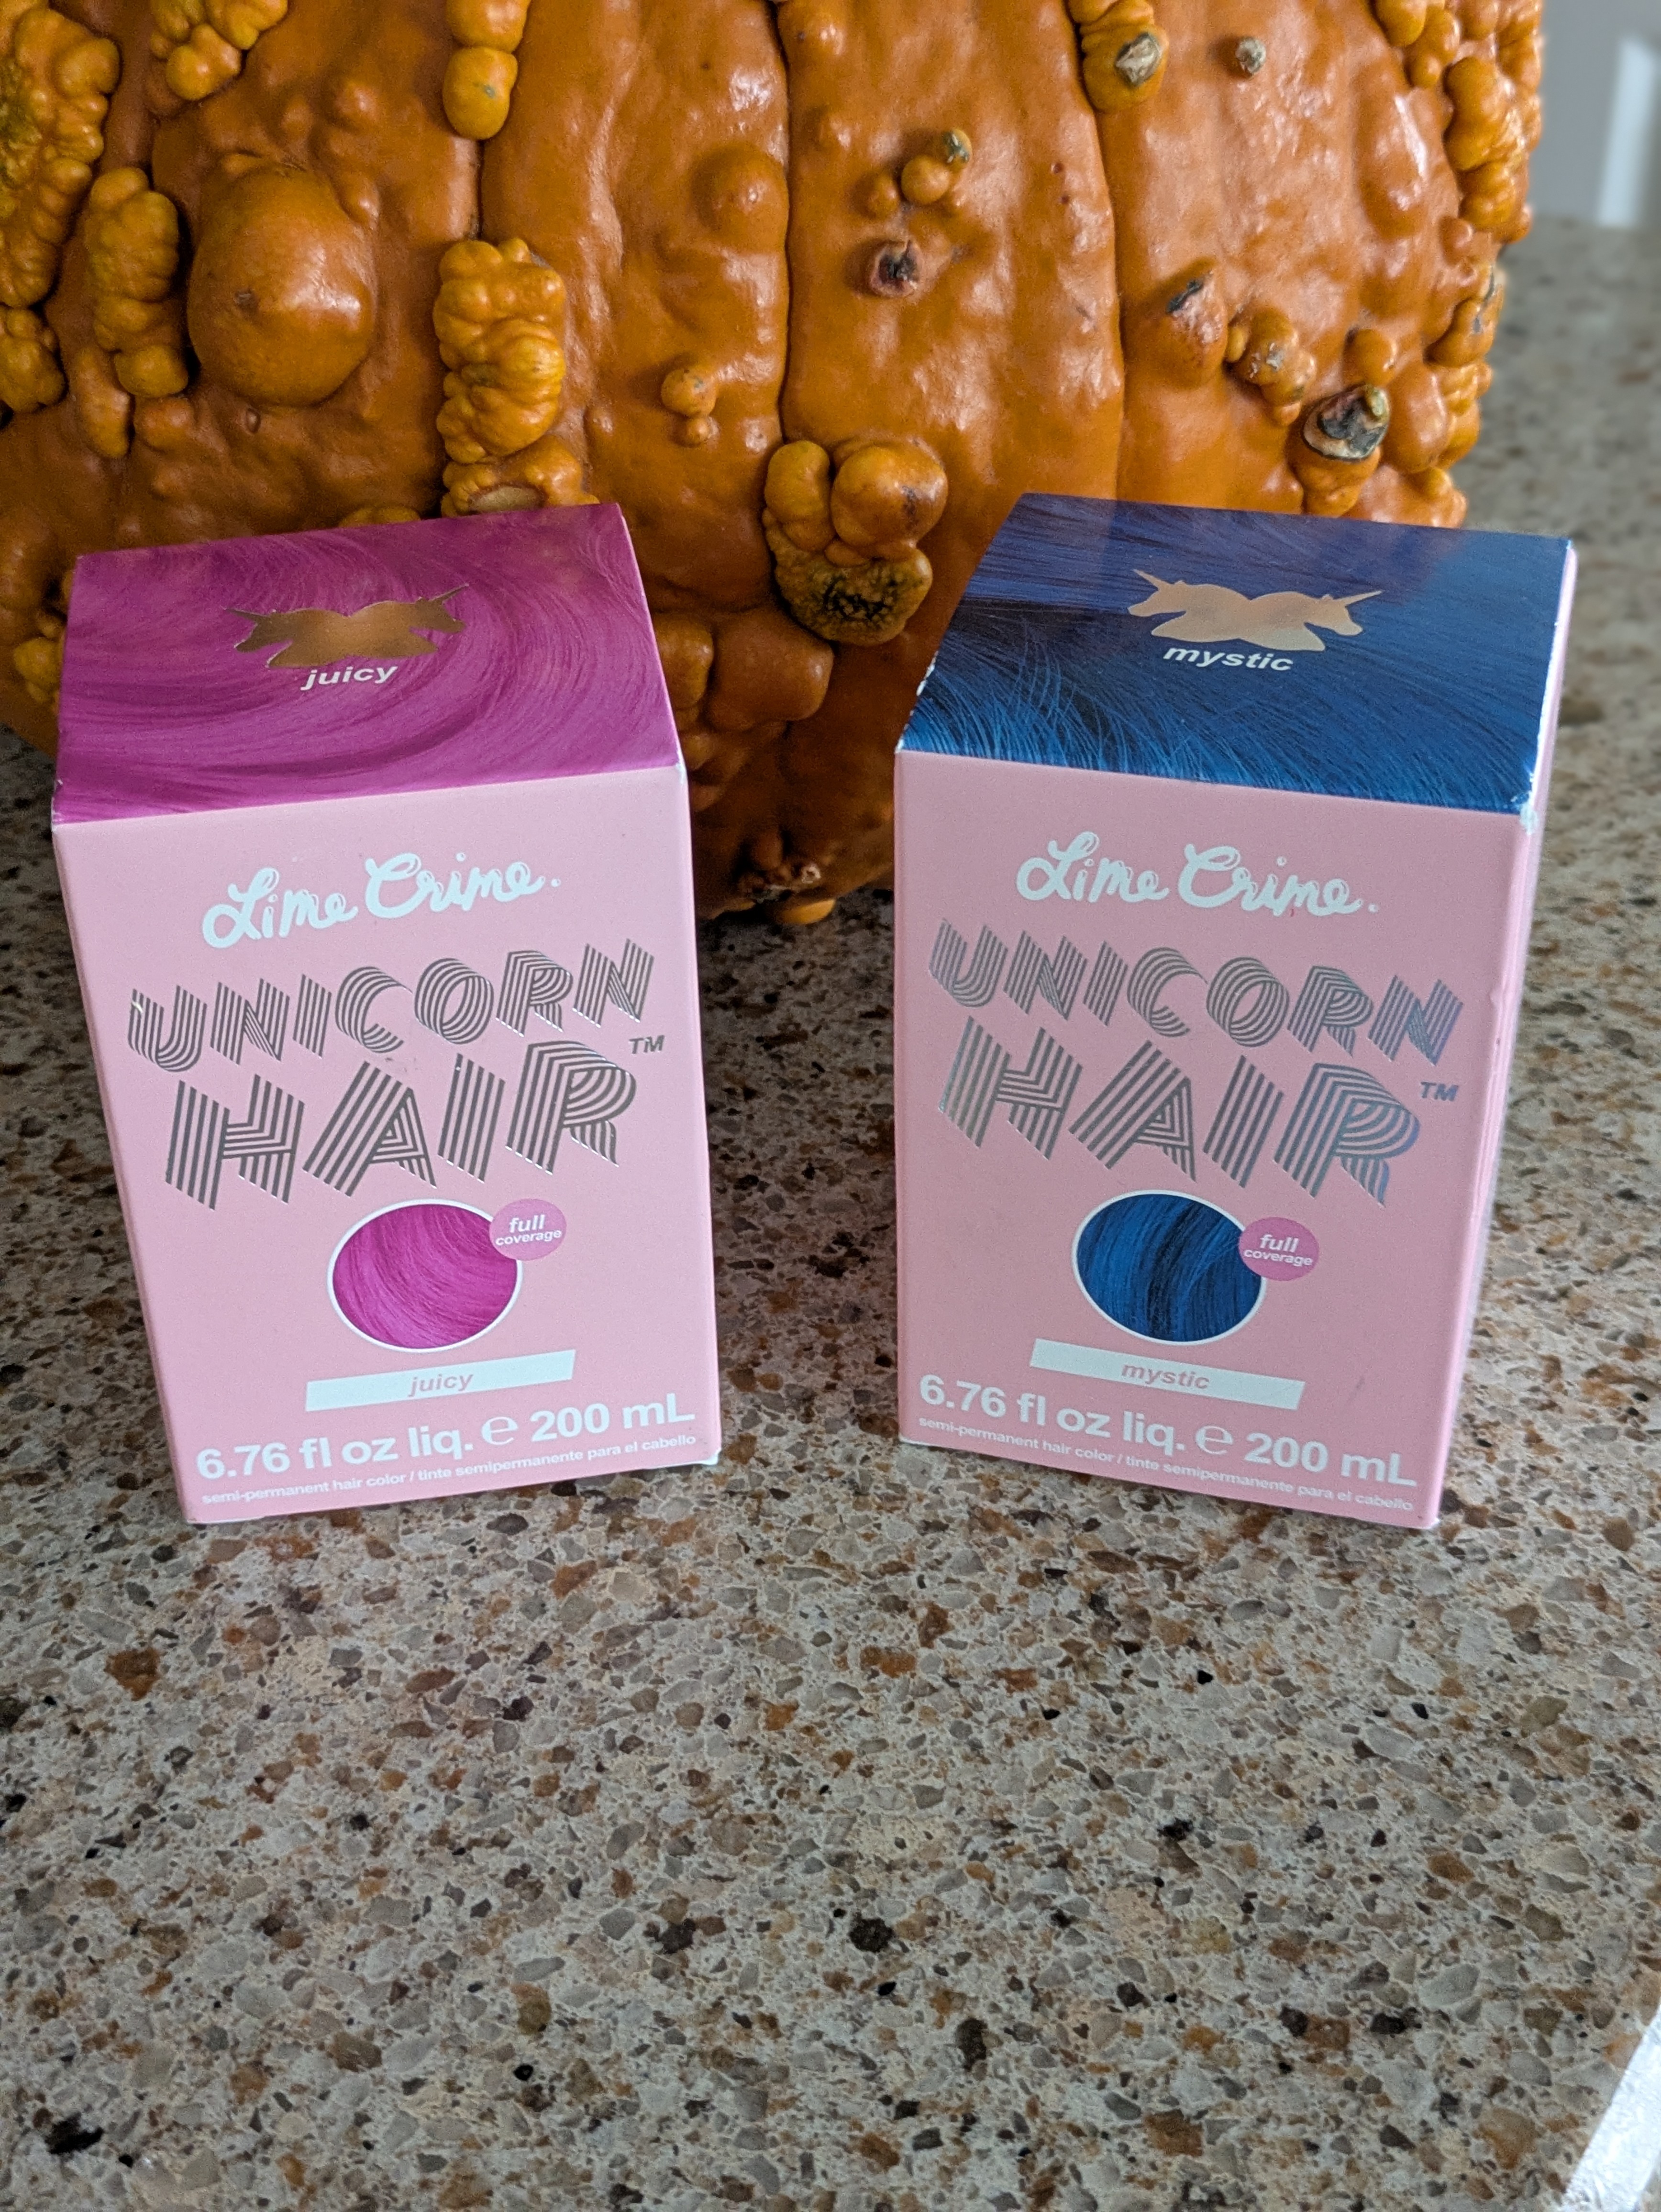 juicy
Lime Crime.
UNICORN
HAIR™
full
coverage
juicy
6.76 fl oz liq. ℮ 200 mL
semi-permanent hair color / tinte semipermanente para el cabello
mystic
Lime Crime.
UNICORN
HAIR™
full
coverage
mystic
6.76 fl oz liq. ℮ 200 mL
semi-permanent hair color / tinte semipermanente para el cabello